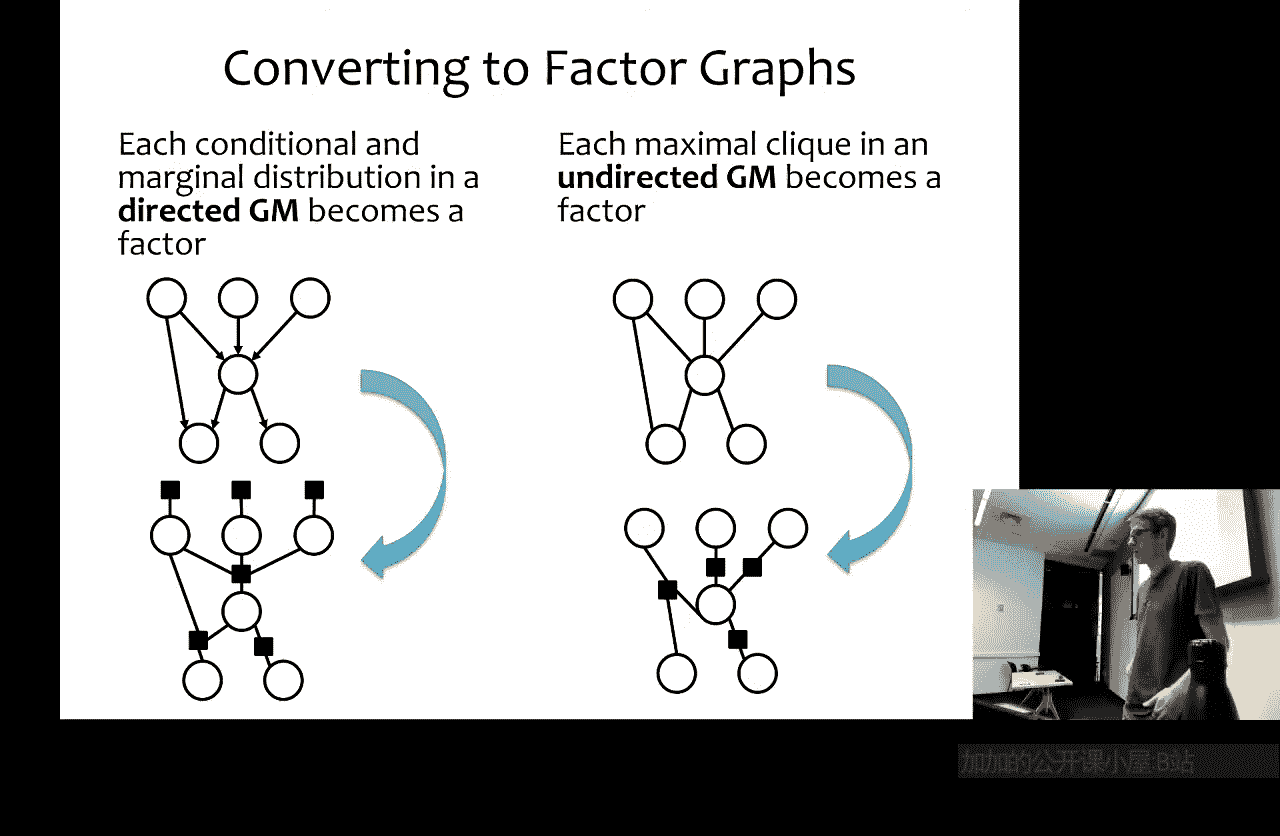 Converting to Factor Graphs
Each conditional and
marginal distribution in a
directed GM becomes a
factor
Each maximal clique in an
undirected GM becomes a
factor
加加的公开课小屋 B站